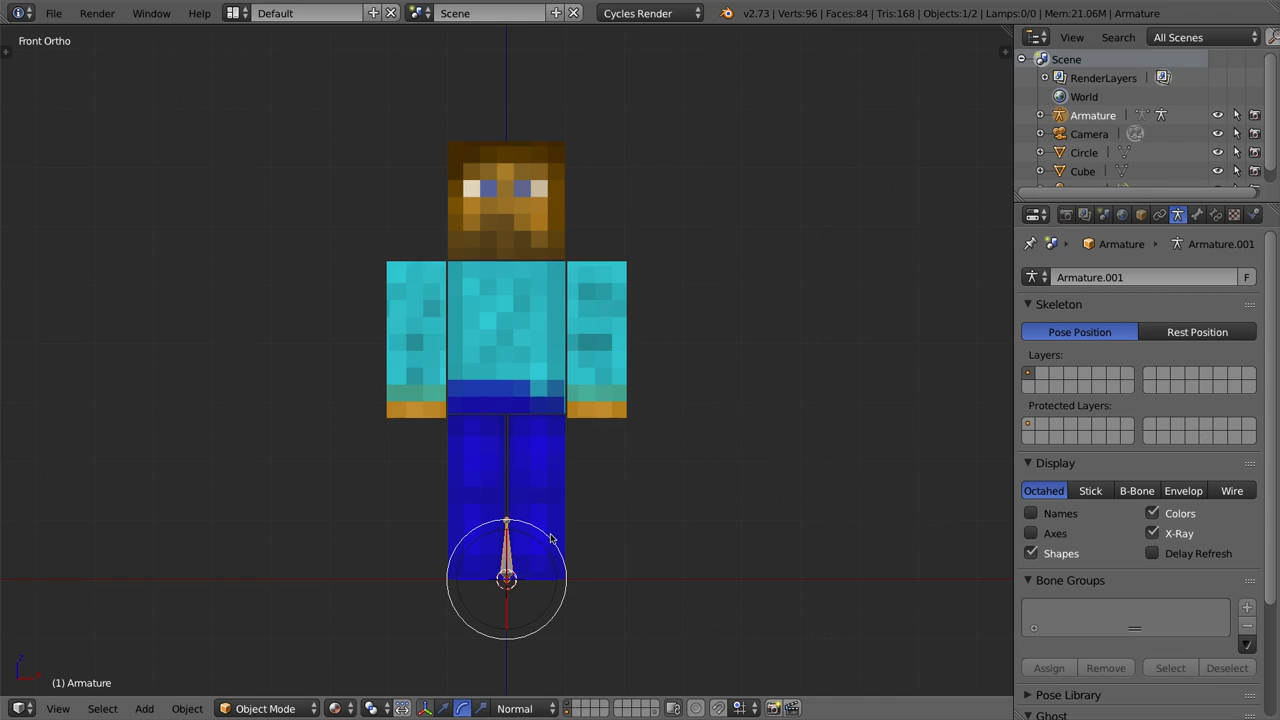 File Render Window Help Default Scene Cycles Render v2.73 | Verts:96 | Faces:84 | Tris:168 | Objects:1/2 | Lamps:0/0 | Mem:21.06M | Armature
Front Ortho
View Search All Scenes
Scene
RenderLayers
World
Armature
Camera
Circle
Cube
Armature Armature.001
Armature.001 F
Skeleton
Pose Position Rest Position
Layers:
Protected Layers:
Display
Octahed Stick B-Bone Envelop Wire
Names Colors
Axes X-Ray
Shapes Delay Refresh
Bone Groups
Assign Remove Select Deselect
Pose Library
Ghost
z
x
(1) Armature
View Select Add Object Object Mode Normal